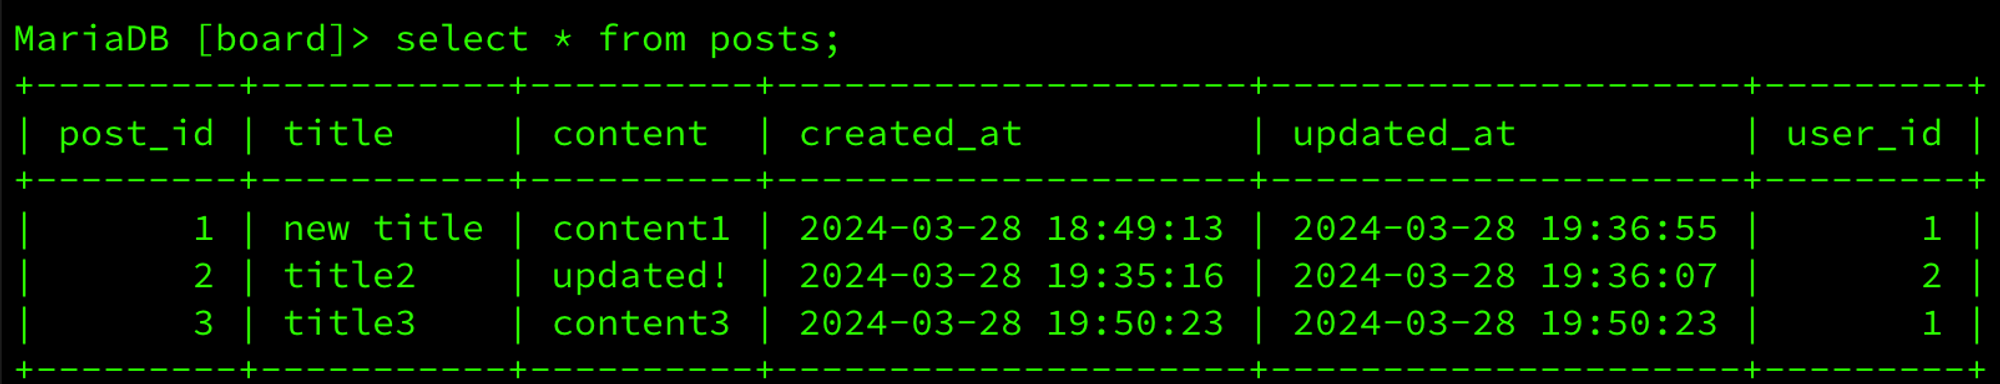 MariaDB [board]> select * from posts;
+---------+-----------+----------+---------------------+---------------------+---------+
| post_id | title     | content  | created_at          | updated_at          | user_id |
+---------+-----------+----------+---------------------+---------------------+---------+
|       1 | new title | content1 | 2024-03-28 18:49:13 | 2024-03-28 19:36:55 |       1 |
|       2 | title2    | updated! | 2024-03-28 19:35:16 | 2024-03-28 19:36:07 |       2 |
|       3 | title3    | content3 | 2024-03-28 19:50:23 | 2024-03-28 19:50:23 |       1 |
+---------+-----------+----------+---------------------+---------------------+---------+